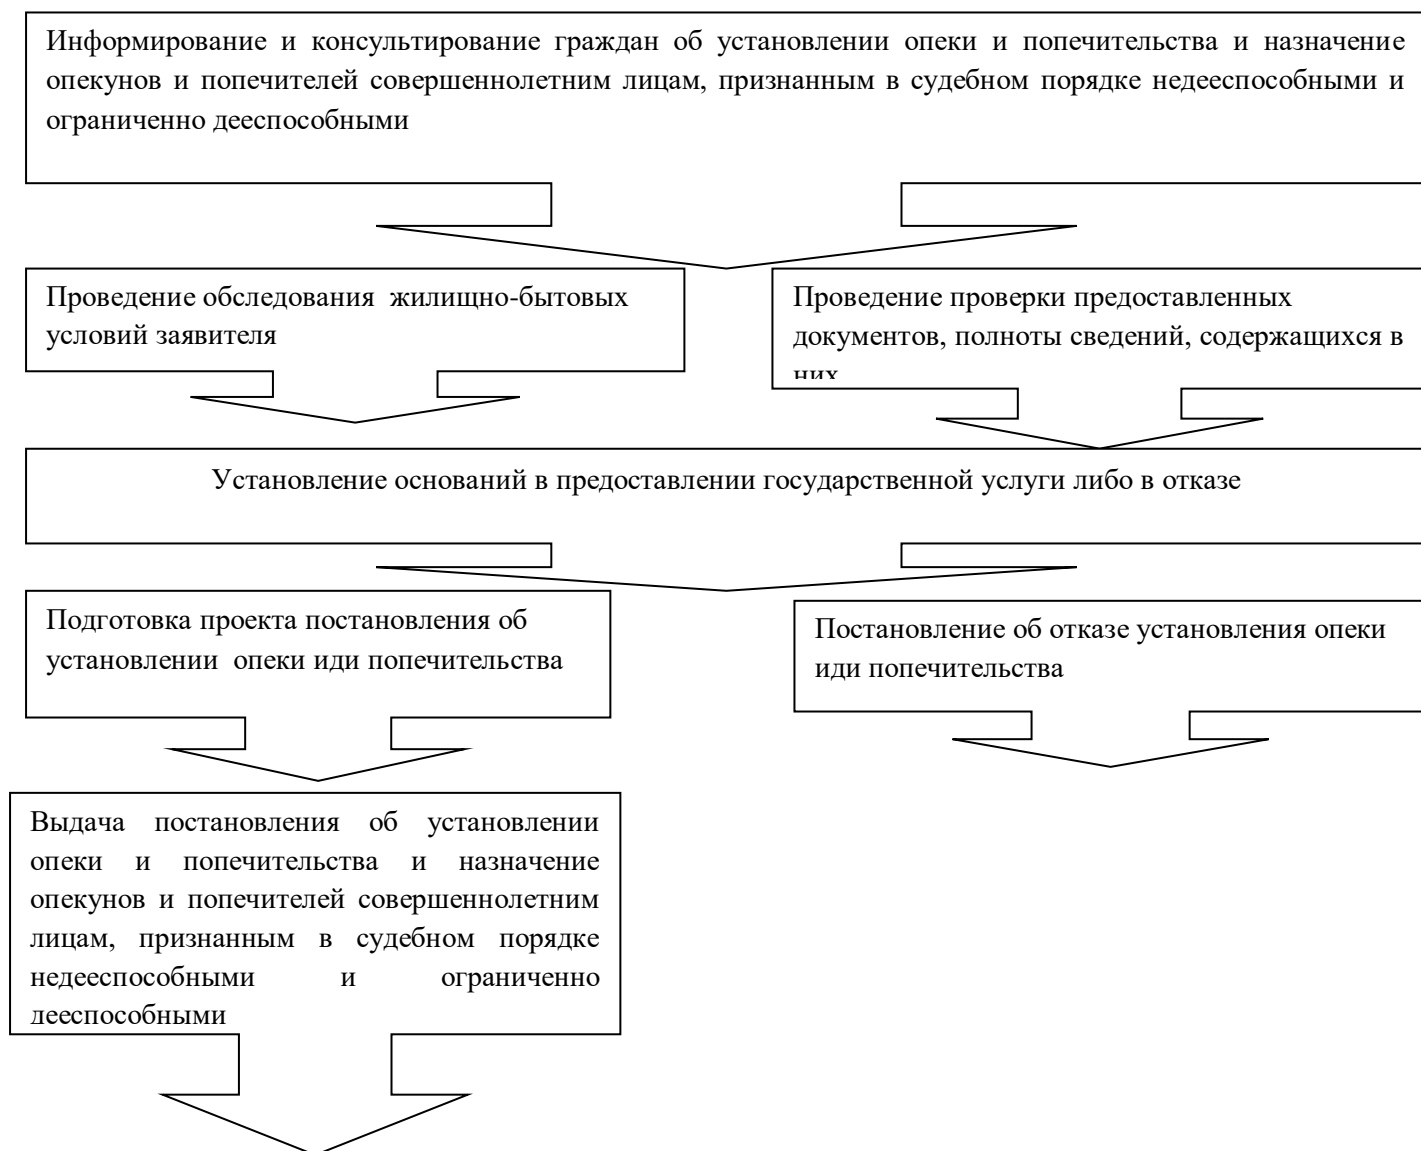 Информирование и консультирование граждан об установлении опеки и попечительства и назначение
опекунов и попечителей совершеннолетним лицам, признанным в судебном порядке недееспособными и
ограниченно дееспособными
Проведение обследования жилищно-бытовых
условий заявителя
Проведение проверки предоставленных
документов, полноты сведений, содержащихся в
них
Установление оснований в предоставлении государственной услуги либо в отказе
Подготовка проекта постановления об
установлении опеки иди попечительства
Постановление об отказе установления опеки
иди попечительства
Выдача постановления об установлении
опеки и попечительства и назначение
опекунов и попечителей совершеннолетним
лицам, признанным в судебном порядке
недееспособными и ограниченно
дееспособными